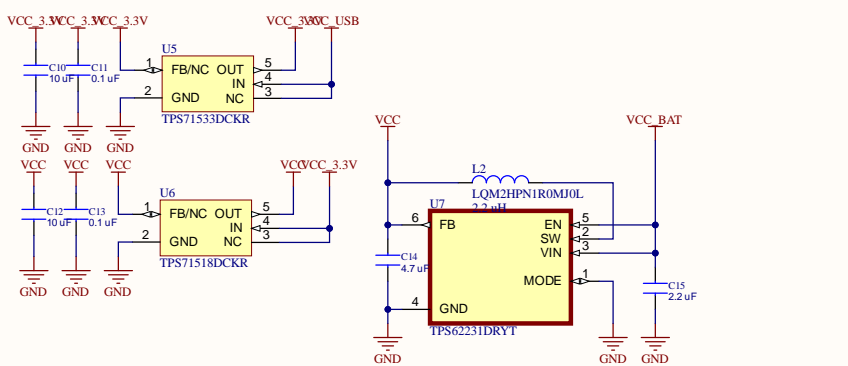 VCC_3.3V VCC_3.3V VCC_3.3V VCC_3.3V VCC_USB
U5
C10
10 uF
C11
0.1 uF
1 FB/NC OUT 5
IN 4
2 GND NC 3
TPS71533DCKR
GND GND GND
VCC VCC VCC VCC VCC_3.3V
U6
C12
10 uF
C13
0.1 uF
1 FB/NC OUT 5
IN 4
2 GND NC 3
TPS71518DCKR
GND GND GND
VCC VCC_BAT
L2
LQM2HPN1R0MJ0L
2.2 uH
U7
6 FB EN 5
SW 2
VIN 3
C14
4.7 uF
MODE 1
C15
2.2 uF
4 GND
TPS62231DRYT
GND GND GND